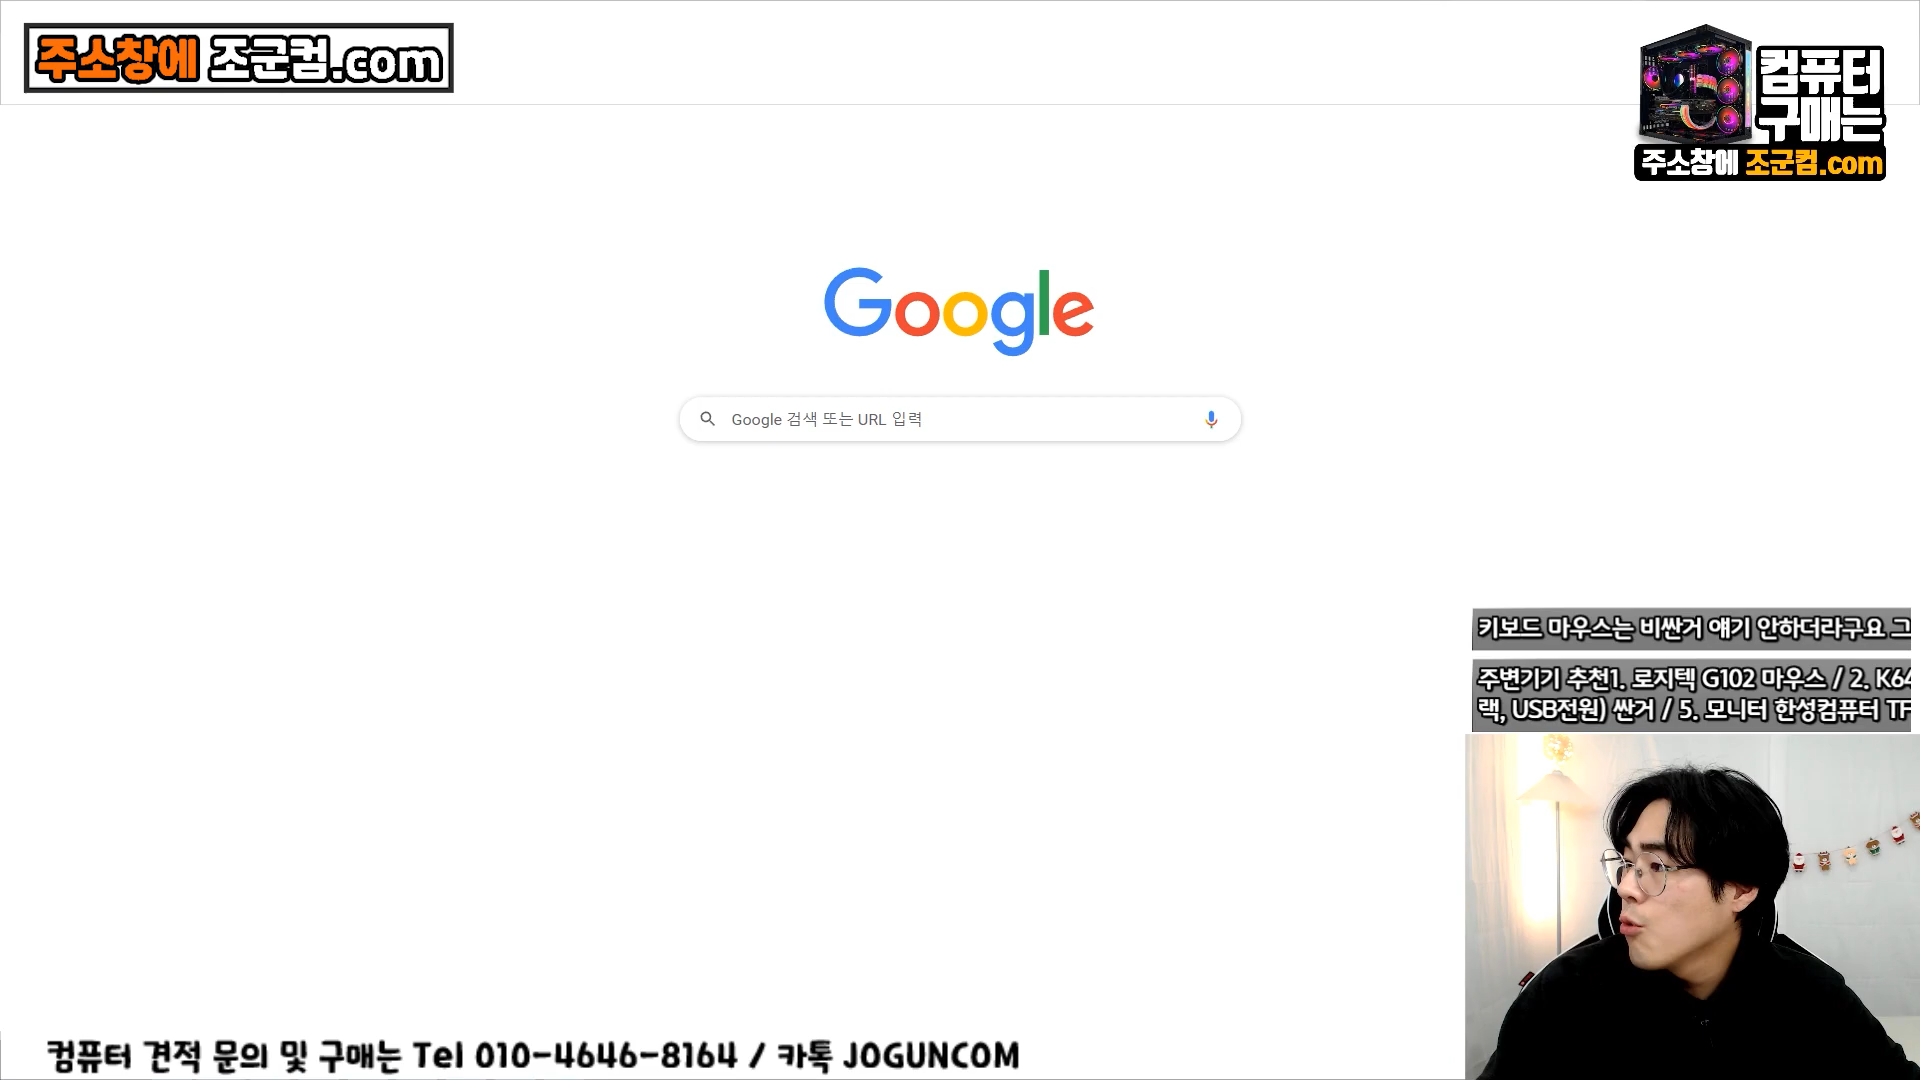 주소창에 조군컴.com
컴퓨터
구매는
주소창에 조군컴.com
Google
Google 검색 또는 URL 입력
키보드 마우스는 비싼거 얘기 안하더라구요 그
주변기기 추천1. 로지텍 G102 마우스 / 2. K64
랙, USB전원) 싼거 / 5. 모니터 한성컴퓨터 TF
컴퓨터 견적 문의 및 구매는 Tel 010-4646-8164 / 카톡 JOGUNCOM